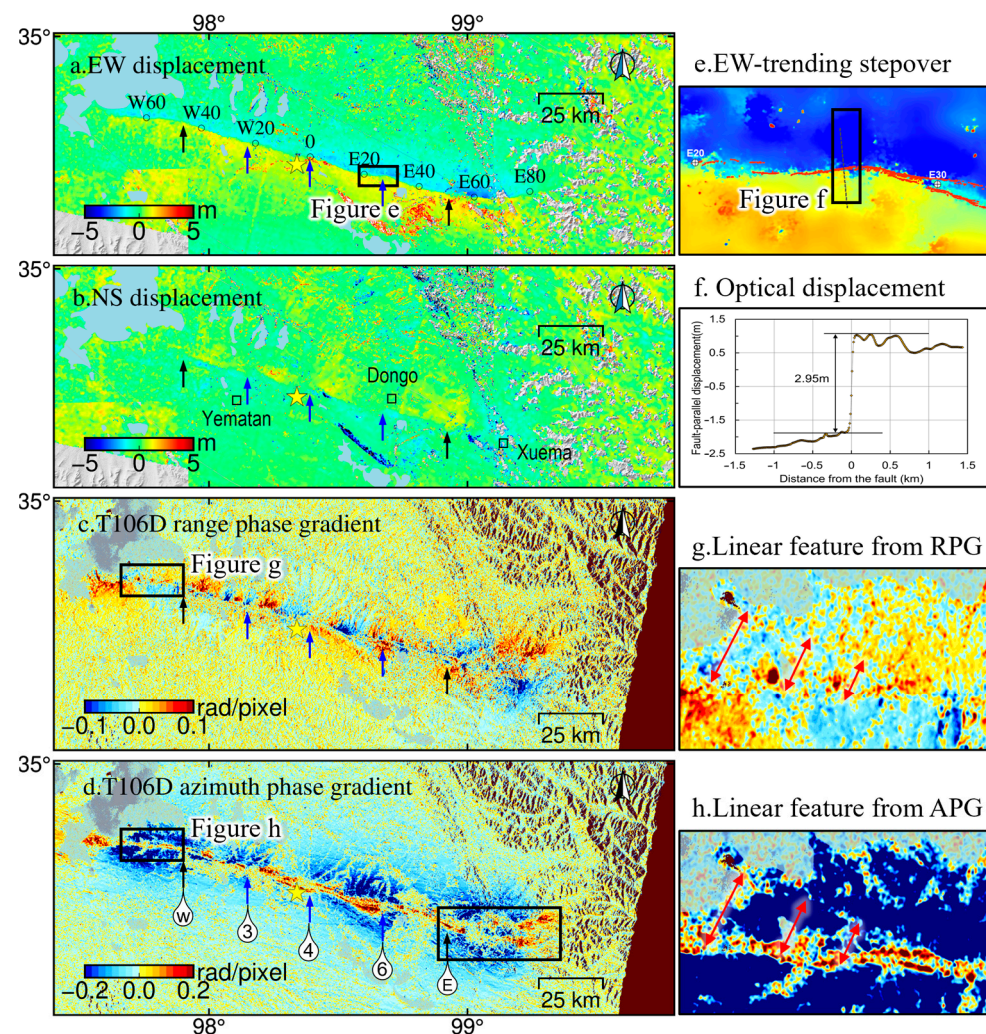 98°
99°
35°
a.EW displacement
W60
W40
W20
0
E20
E40
E60
E80
25 km
Figure e
m
−5 0 5
35°
b.NS displacement
25 km
Dongo
Yematan
Xuema
m
−5 0 5
35°
c.T106D range phase gradient
Figure g
rad/pixel
−0.1 0.0 0.1
25 km
35°
d.T106D azimuth phase gradient
Figure h
W
3
4
6
E
rad/pixel
−0.2 0.0 0.2
25 km
98°
99°
e.EW-trending stepover
E20
E30
Figure f
f. Optical displacement
Fault-parallel displacement(m)
1.5
0.5
−0.5
−1.5
−2.5
2.95m
−1.5 −1 −0.5 0 0.5 1 1.5
Distance from the fault (km)
g.Linear feature from RPG
h.Linear feature from APG